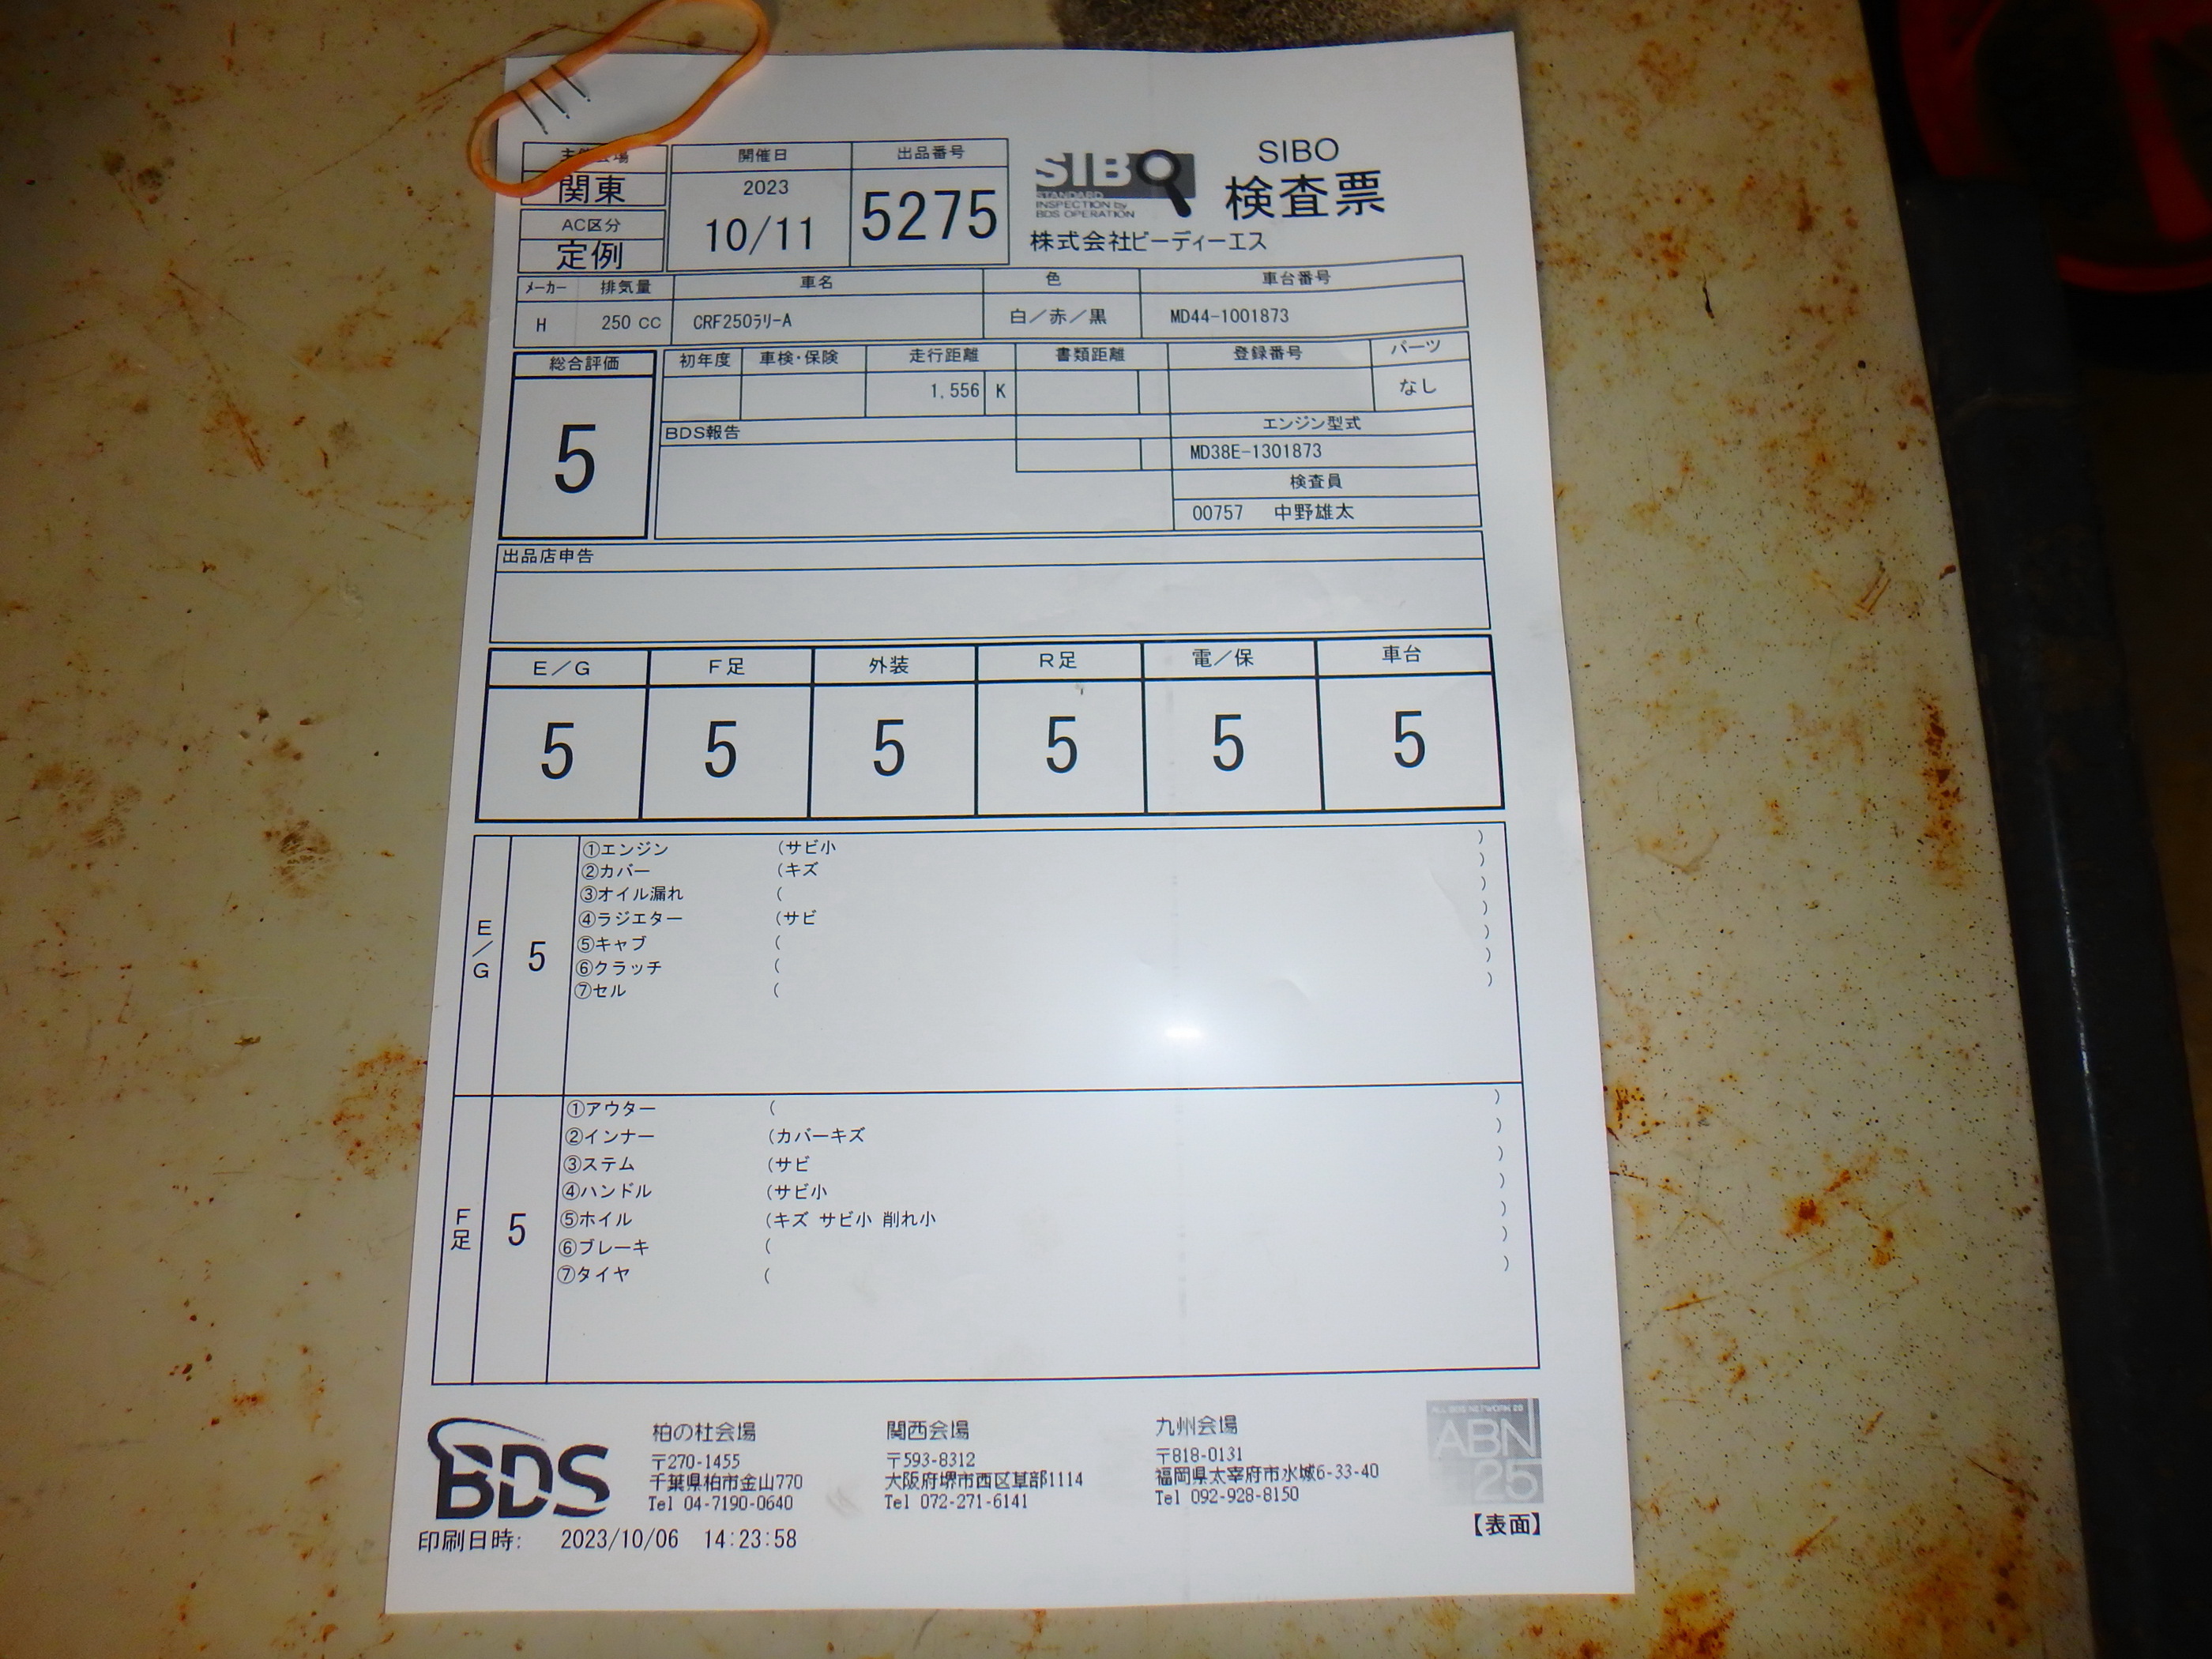 主催会場
関東
AC区分
定例
開催日
2023
10/11
出品番号
5275
SIBO
STANDARD
INSPECTION by
BDS OPERATION
SIBO
検査票
株式会社ビーディーエス
ﾒｰｶｰ 排気量 車名 色 車台番号
H 250 CC CRF250ﾗﾘｰA 白／赤／黒 MD44-1001873
総合評価
5
初年度 車検・保険 走行距離 書類距離 登録番号 パーツ
1,556 K なし
BDS報告
エンジン型式
MD38E-1301873
検査員
00757 中野雄太
出品店申告
E／G F足 外装 R足 電／保 車台
5 5 5 5 5 5
E／G
5
①エンジン (サビ小 )
②カバー (キズ )
③オイル漏れ ( )
④ラジエター (サビ )
⑤キャブ ( )
⑥クラッチ ( )
⑦セル ( )
F足
5
①アウター ( )
②インナー (カバーキズ )
③ステム (サビ )
④ハンドル (サビ小 )
⑤ホイル (キズ サビ小 削れ小 )
⑥ブレーキ ( )
⑦タイヤ ( )
BDS
柏の杜会場
〒270-1455
千葉県柏市金山770
Tel 04-7190-0640
関西会場
〒593-8312
大阪府堺市西区草部1114
Tel 072-271-6141
九州会場
〒818-0131
福岡県太宰府市水城6-33-40
Tel 092-928-8150
ALL BDS NETWORK 25
ABN
25
【表面】
印刷日時: 2023/10/06 14:23:58